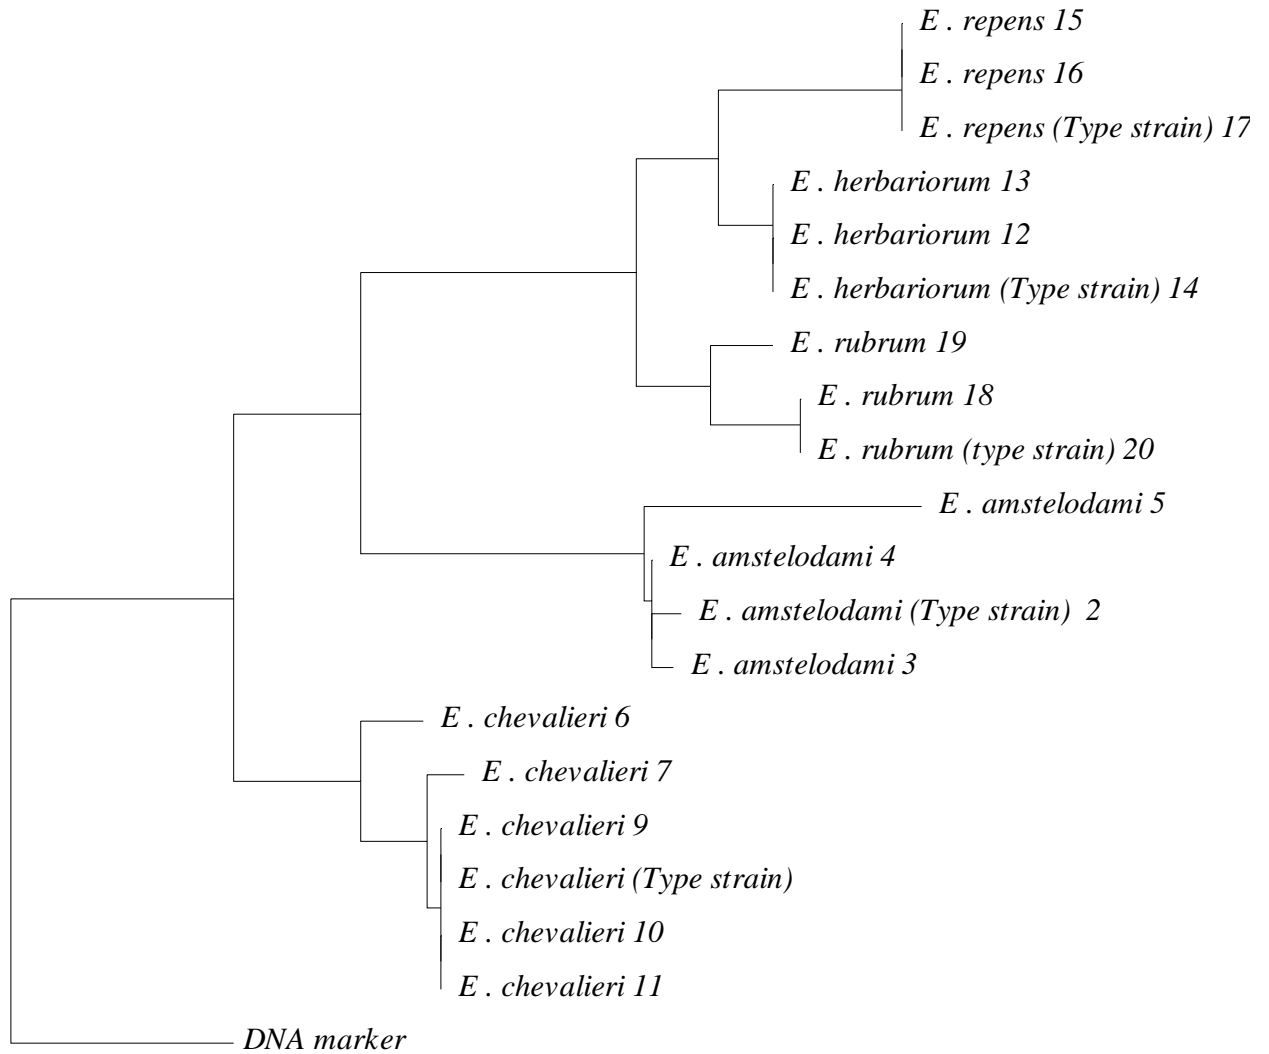 E . repens 15
E . repens 16
E . repens (Type strain) 17
E . herbariorum 13
E . herbariorum 12
E . herbariorum (Type strain) 14
E . rubrum 19
E . rubrum 18
E . rubrum (type strain) 20
E . amstelodami 5
E . amstelodami 4
E . amstelodami (Type strain) 2
E . amstelodami 3
E . chevalieri 6
E . chevalieri 7
E . chevalieri 9
E . chevalieri (Type strain)
E . chevalieri 10
E . chevalieri 11
DNA marker